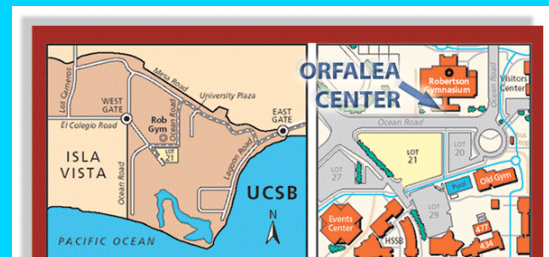 Los Carneros
Mesa Road
University Plaza
WEST
GATE
El Colegio Road
Rob
Gym
Ocean Road
LOT
21
EAST
GATE
ISLA
VISTA
Ocean Road
Lagoon Road
UCSB
N
PACIFIC OCEAN
ORFALEA
CENTER
Robertson
Gymnasium
Ocean Road
Visitors
Center
Ocean Road
LOT
21
LOT
20
LOT
27
Pool
Old Gym
LOT
29
Events
Center
HSSB
477
434